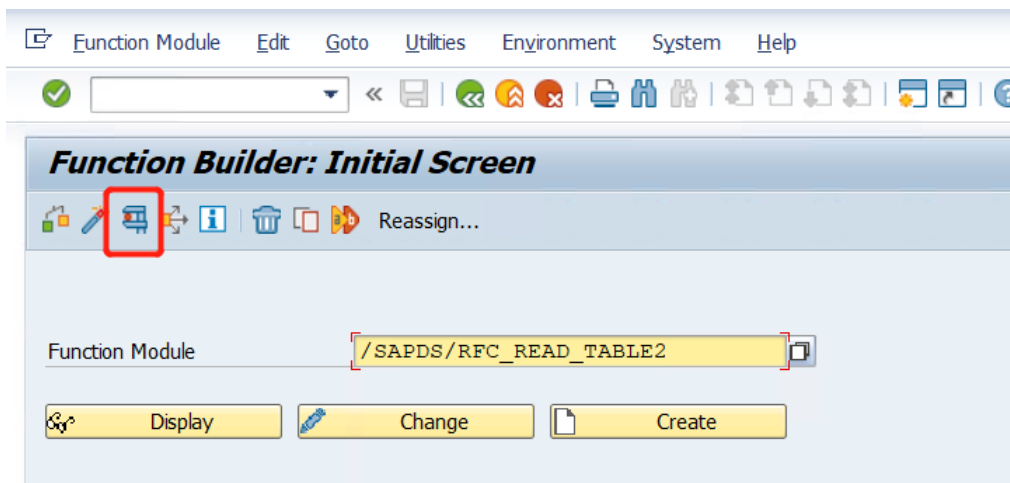 Function Module Edit Goto Utilities Environment System Help
Function Builder: Initial Screen
Reassign...
Function Module /SAPDS/RFC_READ_TABLE2
Display Change Create